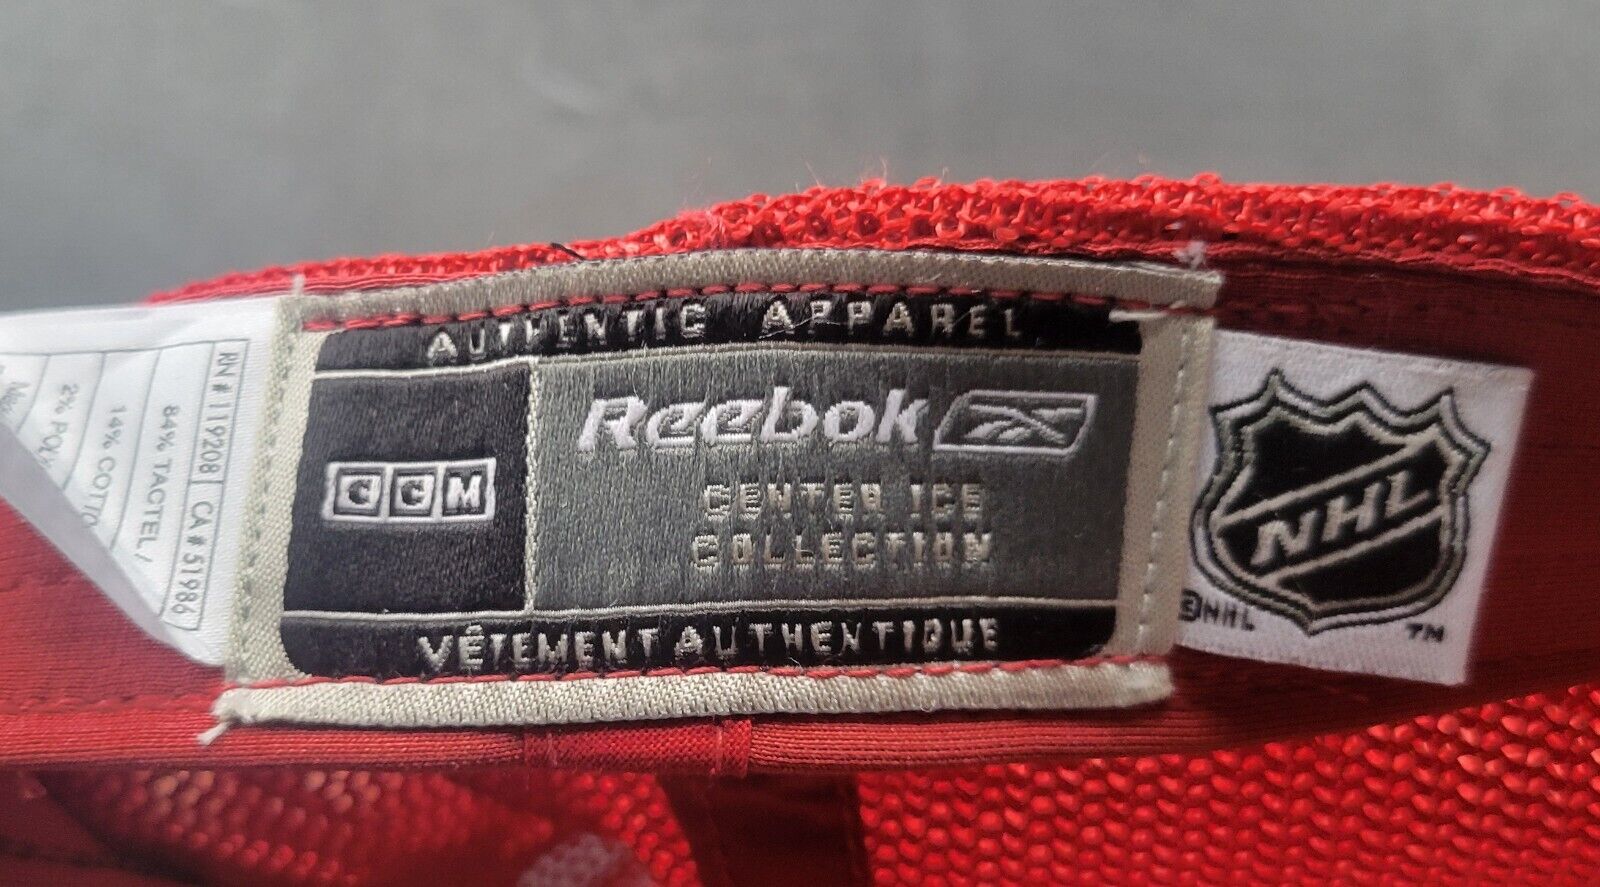 AUTHENTIC APPAREL
CCM
Reebok
CENTER ICE
COLLECTION
VÊTEMENT AUTHENTIQUE
NHL
©NHL
TM
RN#119208 CA#51986
84% TACTEL/
14% COTTO
2% POL